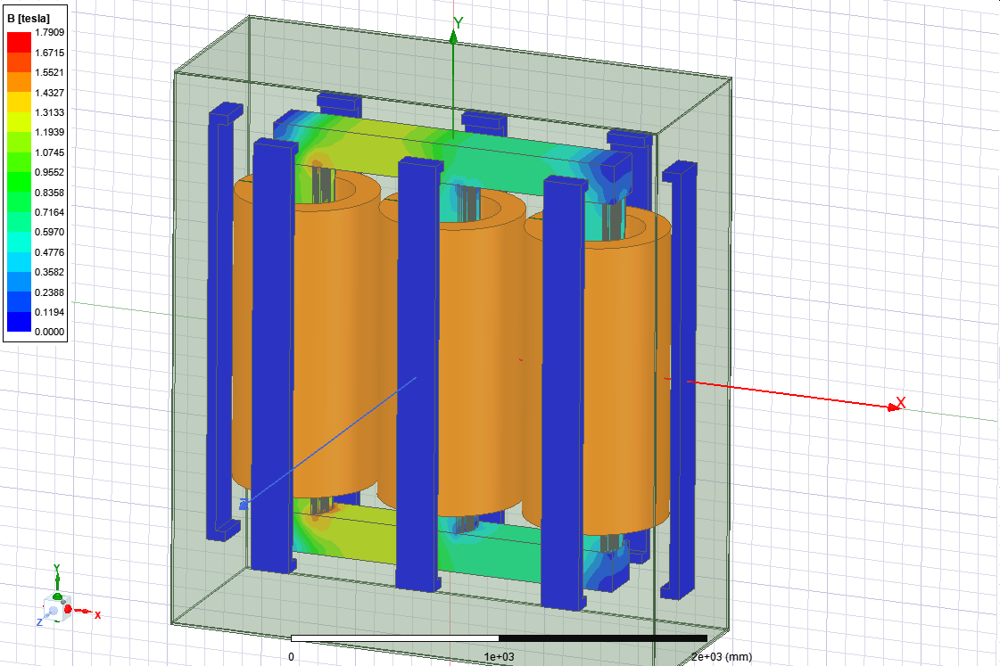 B [tesla]
1.7909
1.6715
1.5521
1.4327
1.3133
1.1939
1.0745
0.9552
0.8358
0.7164
0.5970
0.4776
0.3582
0.2388
0.1194
0.0000
Y
X
Z
Y
Z
X
0
1e+03
2e+03 (mm)